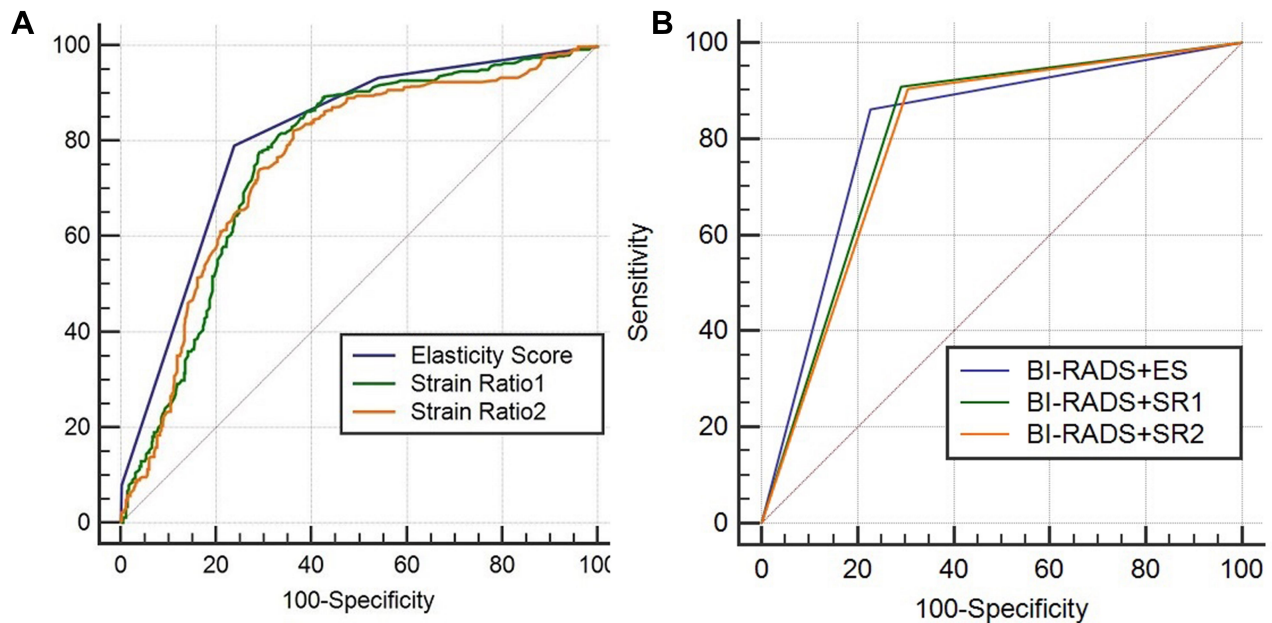 A
100
80
60
40
20
0
0 20 40 60 80 100
100-Specificity
Elasticity Score
Strain Ratio1
Strain Ratio2
B
Sensitivity
100
80
60
40
20
0
0 20 40 60 80 100
100-Specificity
BI-RADS+ES
BI-RADS+SR1
BI-RADS+SR2